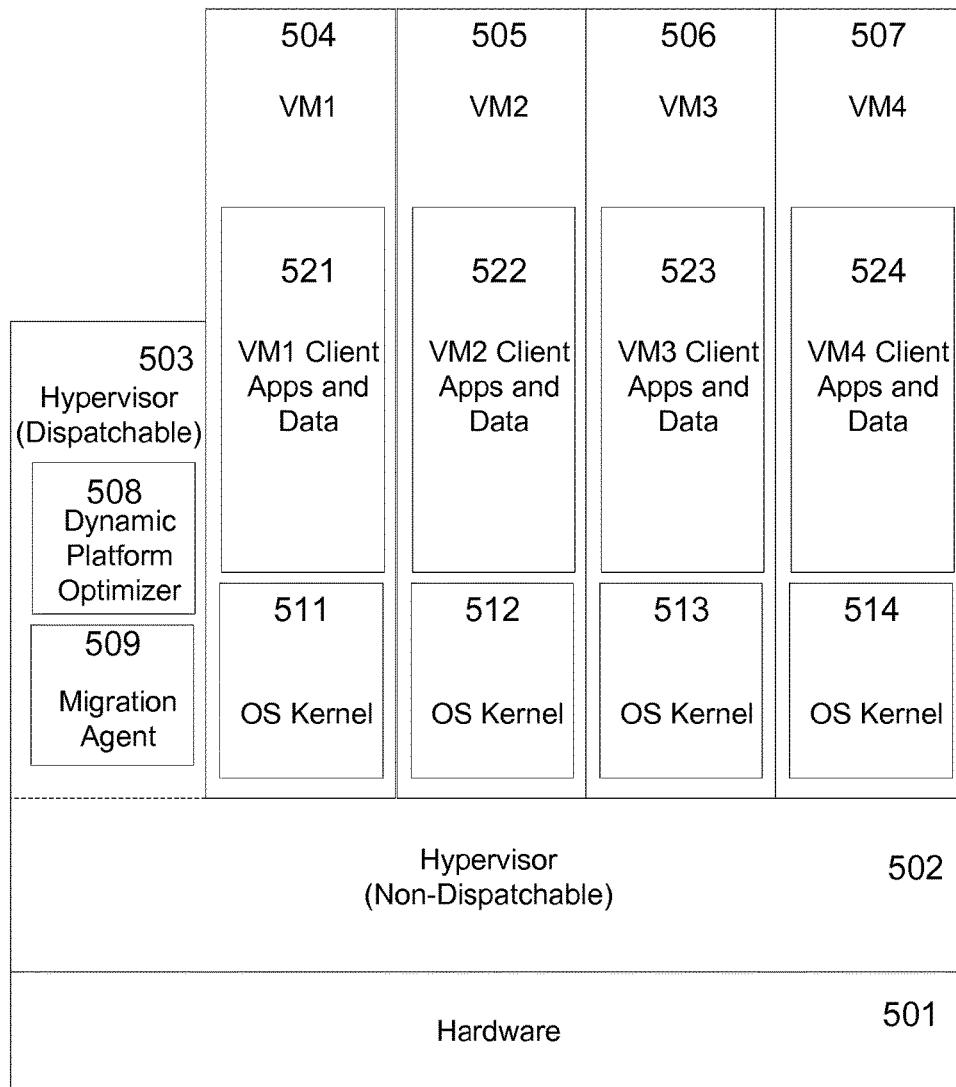 504
VM1
505
VM2
506
VM3
507
VM4
521
VM1 Client
Apps and
Data
522
VM2 Client
Apps and
Data
523
VM3 Client
Apps and
Data
524
VM4 Client
Apps and
Data
503
Hypervisor
(Dispatchable)
508
Dynamic
Platform
Optimizer
509
Migration
Agent
511
OS Kernel
512
OS Kernel
513
OS Kernel
514
OS Kernel
Hypervisor
(Non-Dispatchable)
502
Hardware
501